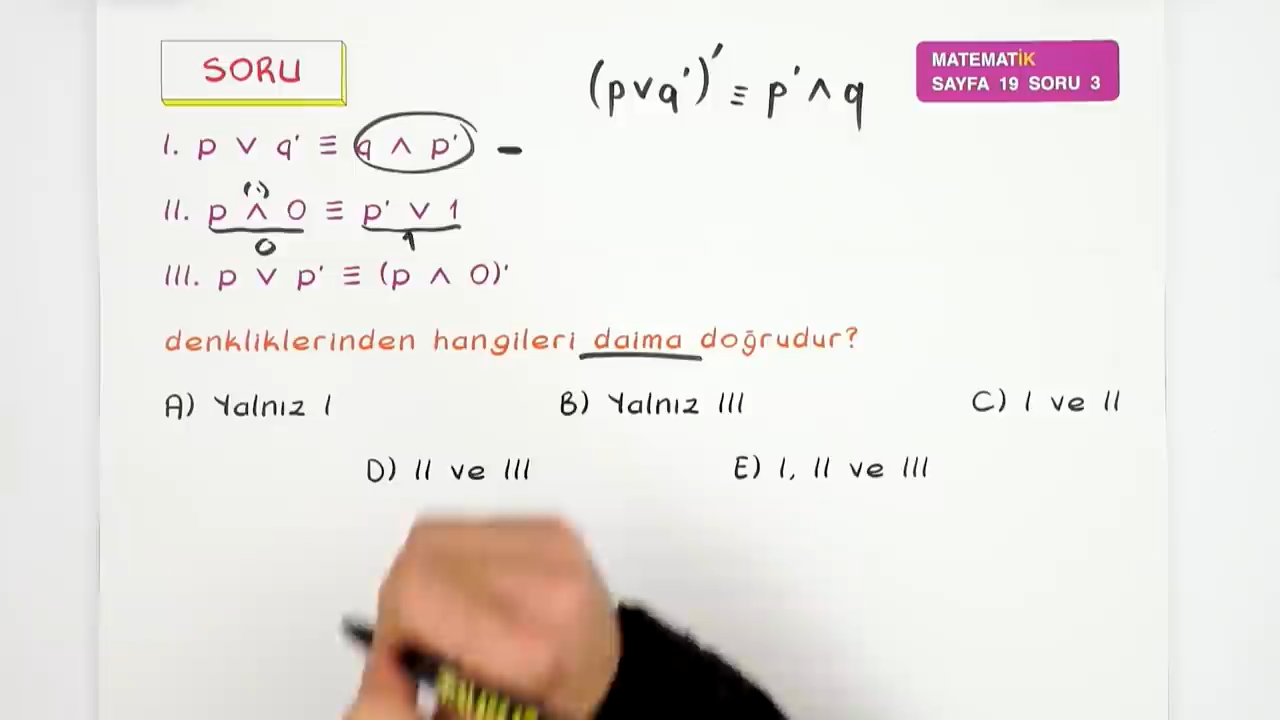 SORU
(p∨q')' ≡ p' ∧ q
MATEMATİK
SAYFA 19 SORU 3
I. p ∨ q' ≡ q ∧ p' -
(·)
II. p ∧ 0 ≡ p' ∨ 1
0 1
III. p ∨ p' ≡ (p ∧ 0)'
denkliklerinden hangileri daima doğrudur?
A) Yalnız I B) Yalnız III C) I ve II
D) II ve III E) I, II ve III